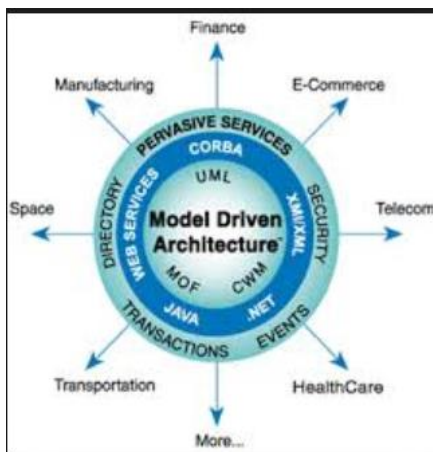 Finance
Manufacturing
E-Commerce
PERVASIVE SERVICES
CORBA
UML
DIRECTORY
WEB SERVICES
XMI/XML
SECURITY
Space
Model Driven
Architecture™
Telecom
MOF
CWM
JAVA
.NET
TRANSACTIONS
EVENTS
Transportation
HealthCare
More...